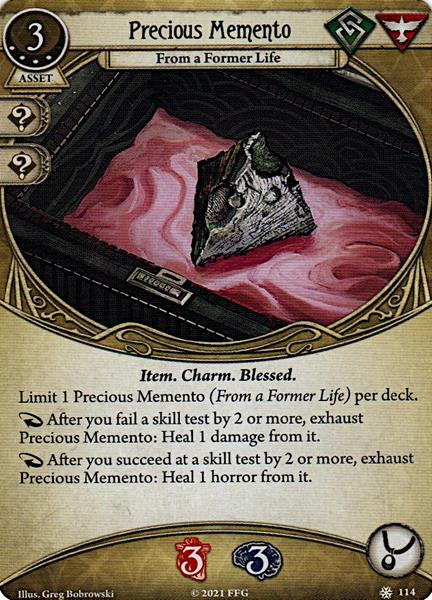 3
Precious Memento
From a Former Life
ASSET
?
?
Item. Charm. Blessed.
Limit 1 Precious Memento (From a Former Life) per deck.
After you fail a skill test by 2 or more, exhaust
Precious Memento: Heal 1 damage from it.
After you succeed at a skill test by 2 or more, exhaust
Precious Memento: Heal 1 horror from it.
3
3
Illus. Greg Bobrowski
© 2021 FFG
114